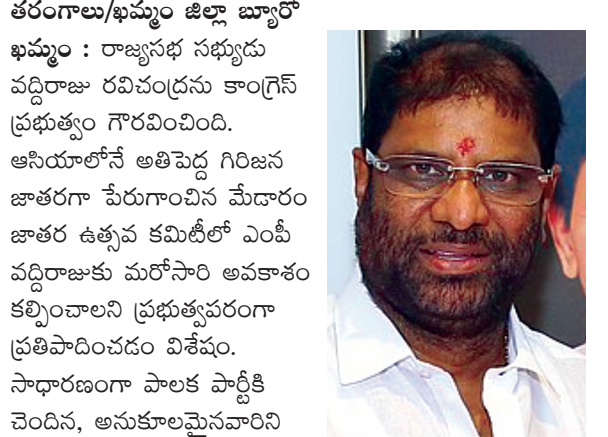 తరంగాలు/ఖమ్మం జిల్లా బ్యూరో
ఖమ్మం : రాజ్యసభ సభ్యుడు
వద్దిరాజు రవిచంద్రను కాంగ్రెస్
ప్రభుత్వం గౌరవించింది.
ఆసియాలోనే అతిపెద్ద గిరిజన
జాతరగా పేరుగాంచిన మేడారం
జాతర ఉత్సవ కమిటీలో ఎంపీ
వద్దిరాజుకు మరోసారి అవకాశం
కల్పించాలని ప్రభుత్వపరంగా
ప్రతిపాదించడం విశేషం.
సాధారణంగా పాలక పార్టీకి
చెందిన, అనుకూలమైనవారిని